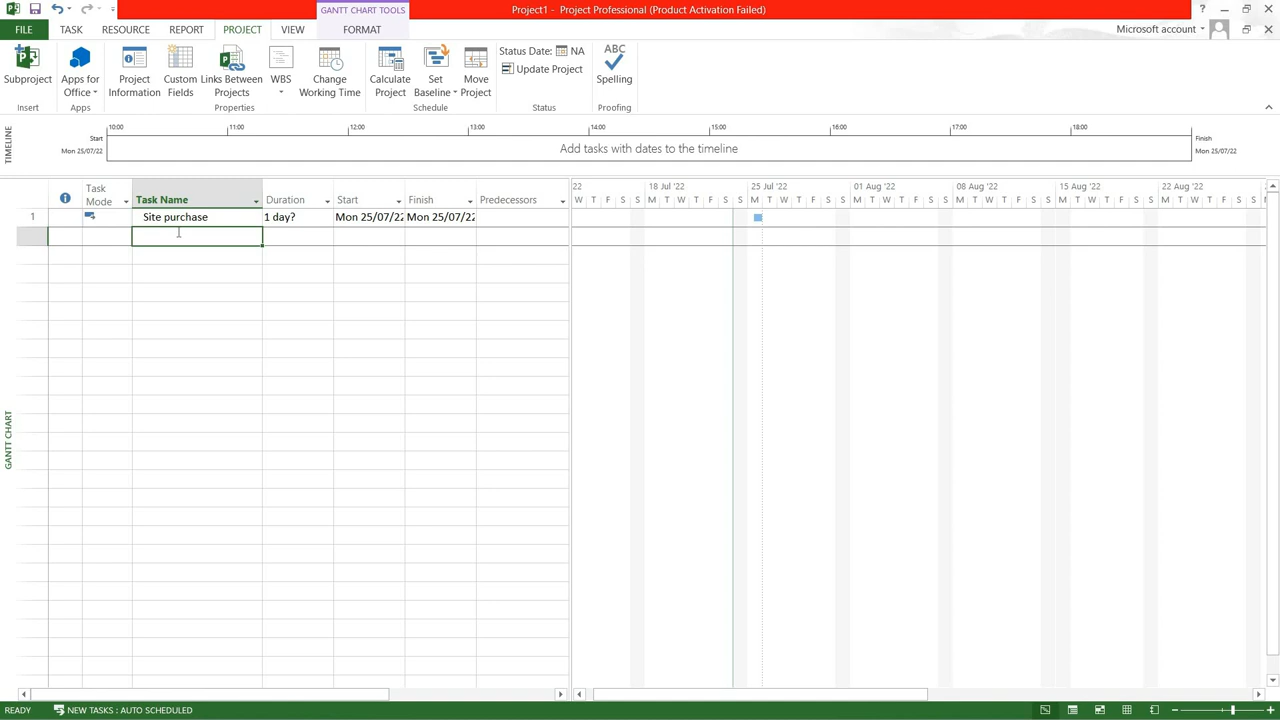 Project1 - Project Professional (Product Activation Failed)
GANTT CHART TOOLS
FILE TASK RESOURCE REPORT PROJECT VIEW FORMAT
Microsoft account
Subproject
Apps for Office
Project Information
Custom Fields
Links Between Projects
WBS
Change Working Time
Calculate Project
Set Baseline
Move Project
Status Date: NA
Update Project
ABC
Spelling
Insert Apps Properties Schedule Status Proofing
TIMELINE
10:00 11:00 12:00 13:00 14:00 15:00 16:00 17:00 18:00
Start
Mon 25/07/22
Add tasks with dates to the timeline
Finish
Mon 25/07/22
Task Mode
Task Name Duration Start Finish Predecessors
22 18 Jul '22 25 Jul '22 01 Aug '22 08 Aug '22 15 Aug '22 22 Aug '22
W T F S S M T W T F S S M T W T F S S M T W T F S S M T W T F S S M T W T F S S M T W T F S S
1 Site purchase 1 day? Mon 25/07/22 Mon 25/07/22
GANTT CHART
READY NEW TASKS : AUTO SCHEDULED